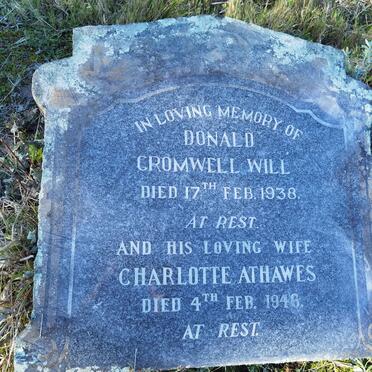 IN LOVING MEMORY OF
DONALD
CROMWELL WILL
DIED 17TH FEB. 1938.
AT REST.
AND HIS LOVING WIFE
CHARLOTTE ATHAWES
DIED 4TH FEB. 1948.
AT REST.